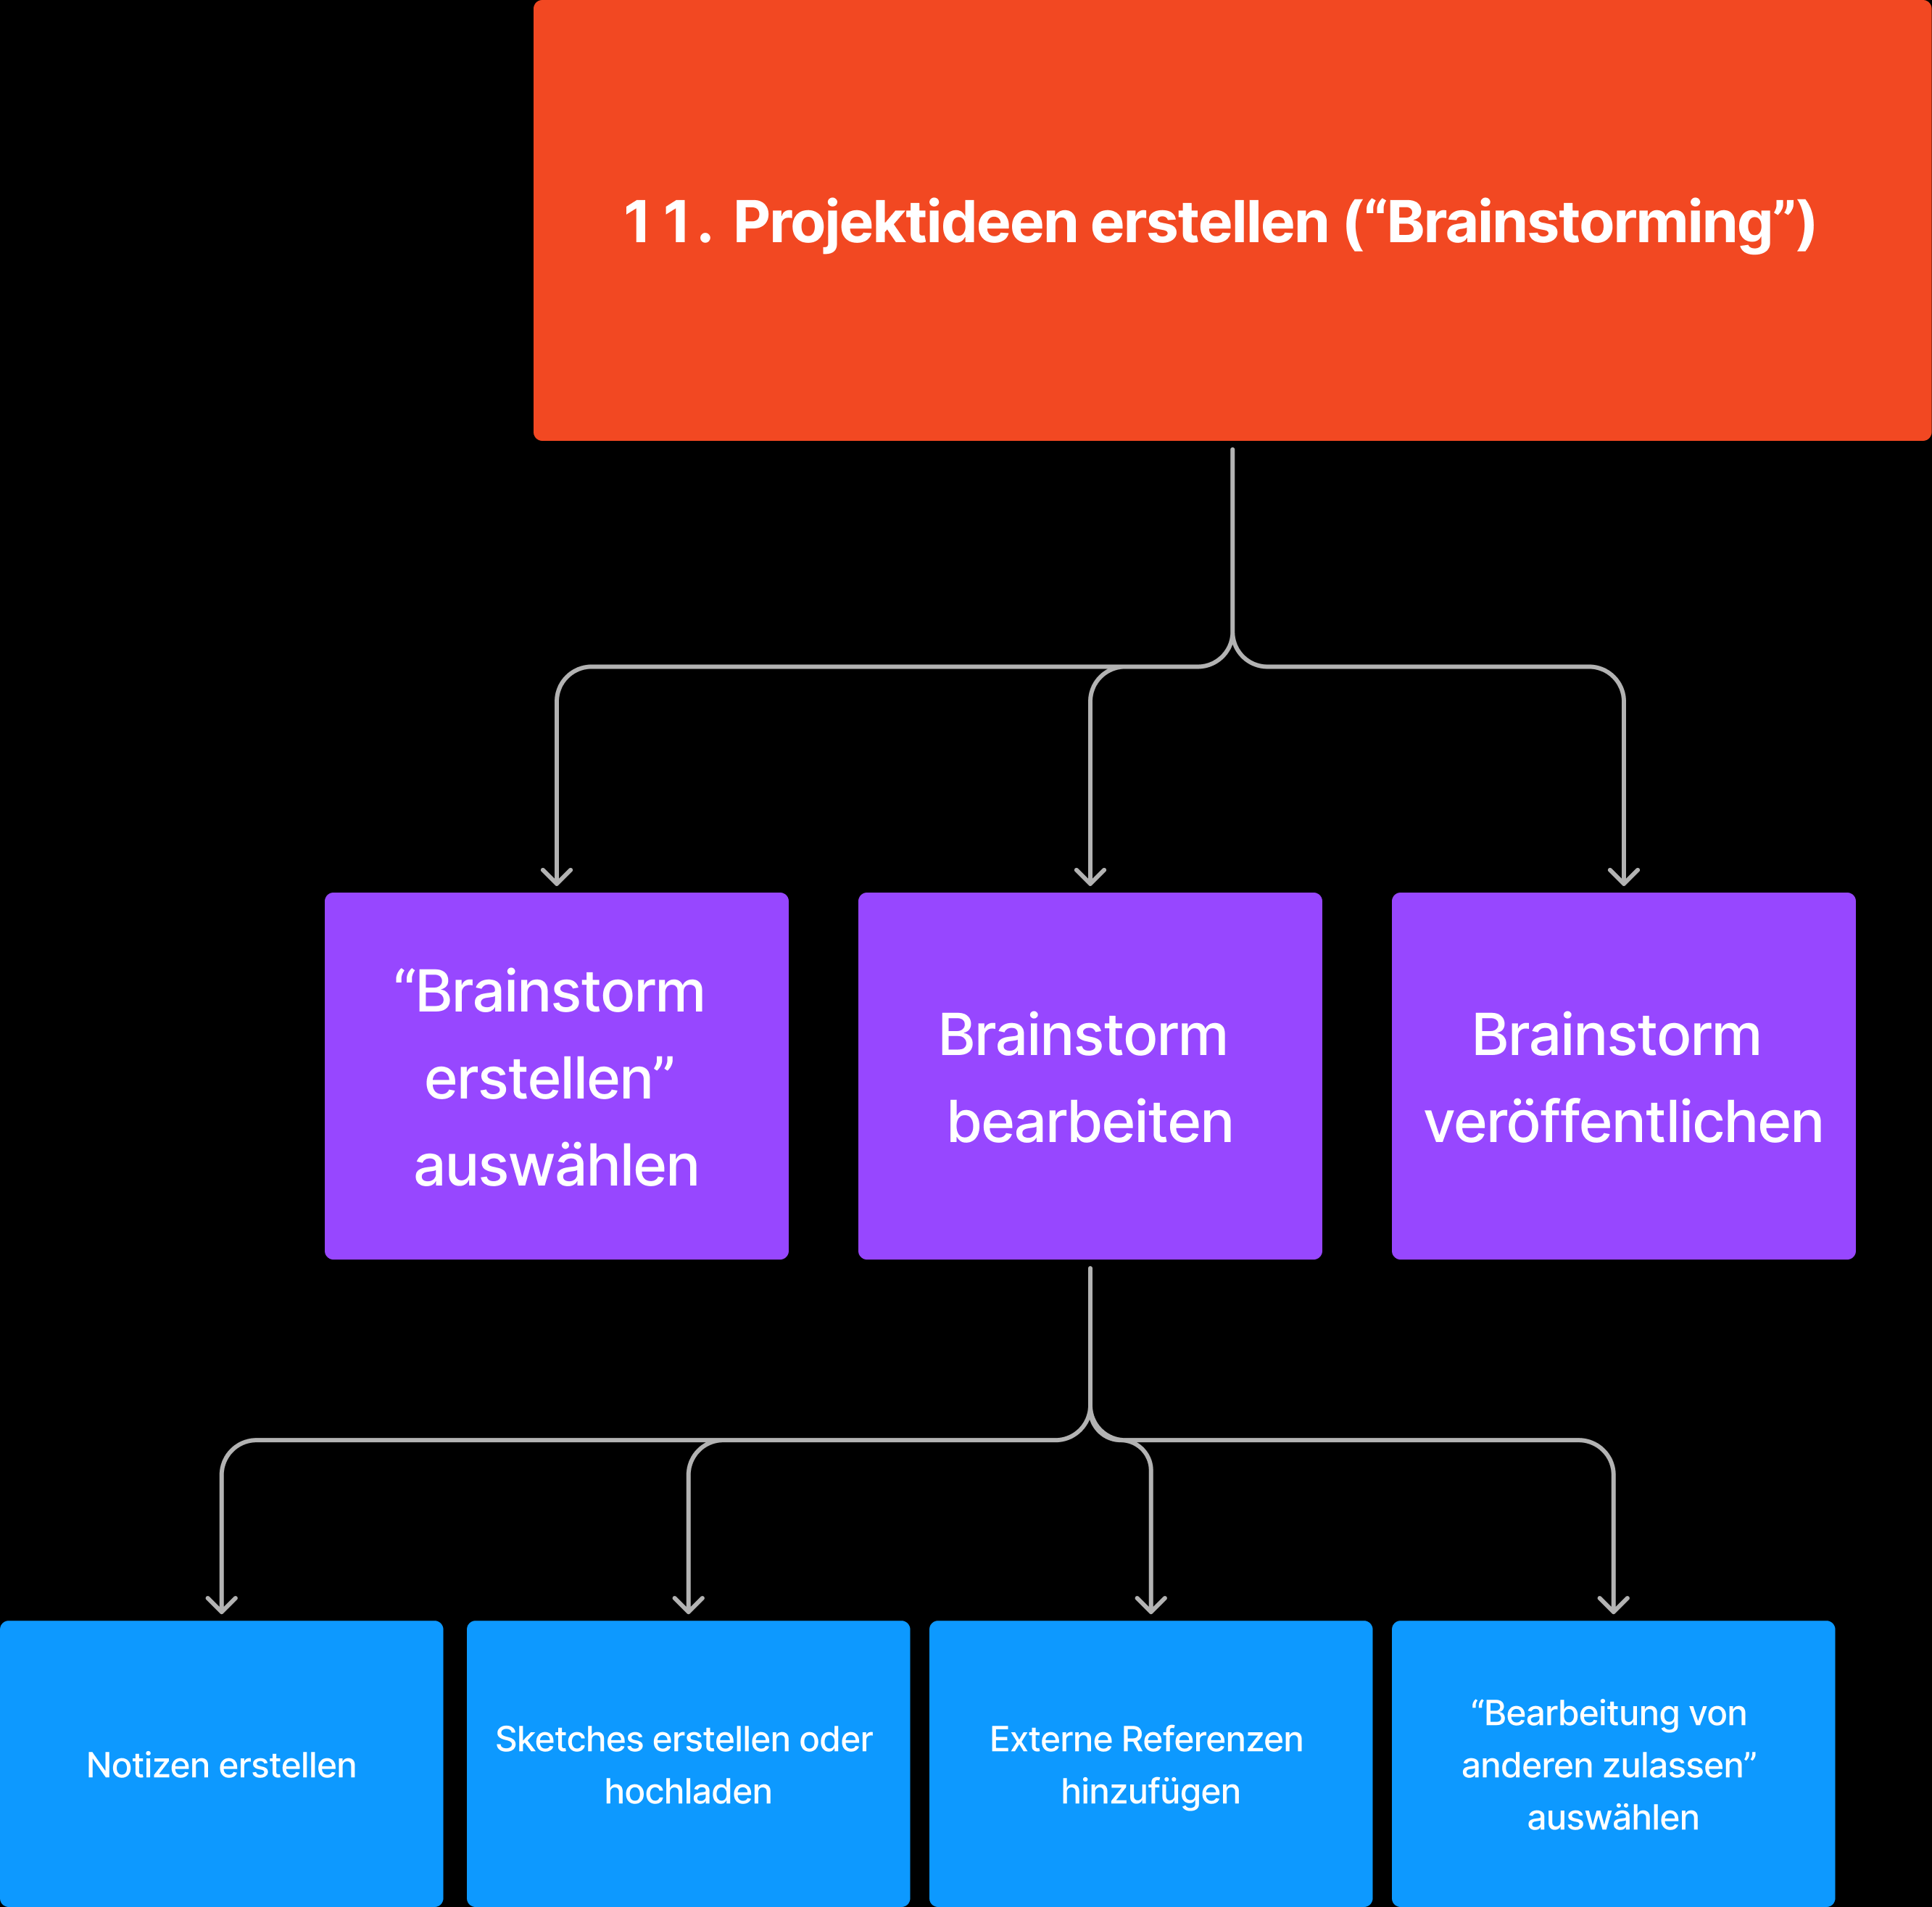 11. Projektideen erstellen (“Brainstorming”)
“Brainstorm
erstellen”
auswählen
Brainstorm
bearbeiten
Brainstorm
veröffentlichen
Notizen erstellen
Sketches erstellen oder
hochladen
Externe Referenzen
hinzufügen
“Bearbeitung von
anderen zulassen”
auswählen